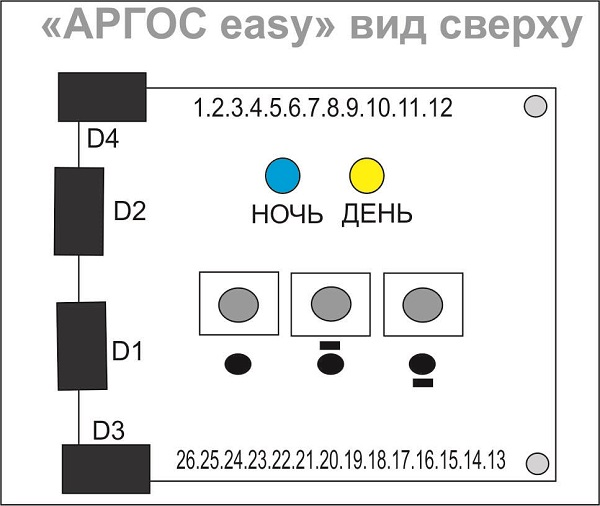 «АРГОС easy» вид сверху
1.2.3.4.5.6.7.8.9.10.11.12
D4
D2
НОЧЬ ДЕНЬ
D1
D3
26.25.24.23.22.21.20.19.18.17.16.15.14.13